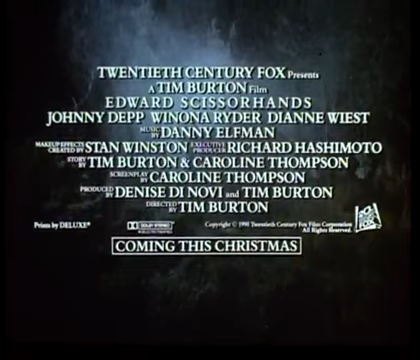 TWENTIETH CENTURY FOX Presents
A TIM BURTON Film
EDWARD SCISSORHANDS
JOHNNY DEPP WINONA RYDER DIANNE WIEST
MUSIC BY DANNY ELFMAN
MAKEUP EFFECTS CREATED BY STAN WINSTON EXECUTIVE PRODUCER RICHARD HASHIMOTO
STORY BY TIM BURTON & CAROLINE THOMPSON
SCREENPLAY BY CAROLINE THOMPSON
PRODUCED BY DENISE DI NOVI and TIM BURTON
DIRECTED BY TIM BURTON
Prints by DELUXE® DOLBY STEREO Copyright © 1990 Twentieth Century Fox Film Corporation
All Rights Reserved.
FOX
COMING THIS CHRISTMAS